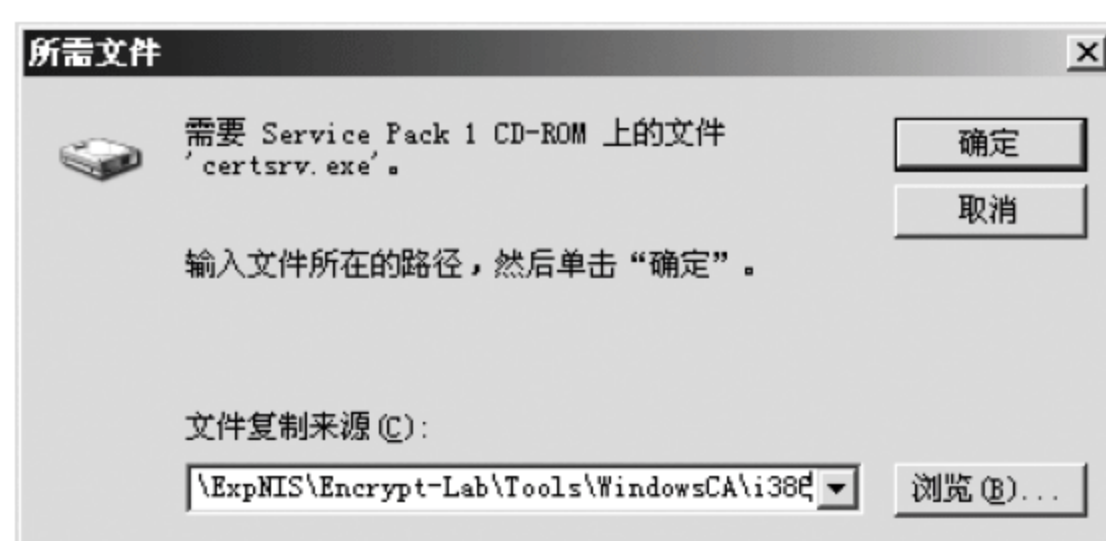 所需文件
需要 Service Pack 1 CD-ROM 上的文件
'certsrv.exe'。
确定
取消
输入文件所在的路径，然后单击“确定”。
文件复制来源(C):
\ExpNIS\Encrypt-Lab\Tools\WindowsCA\i386
浏览(B)...